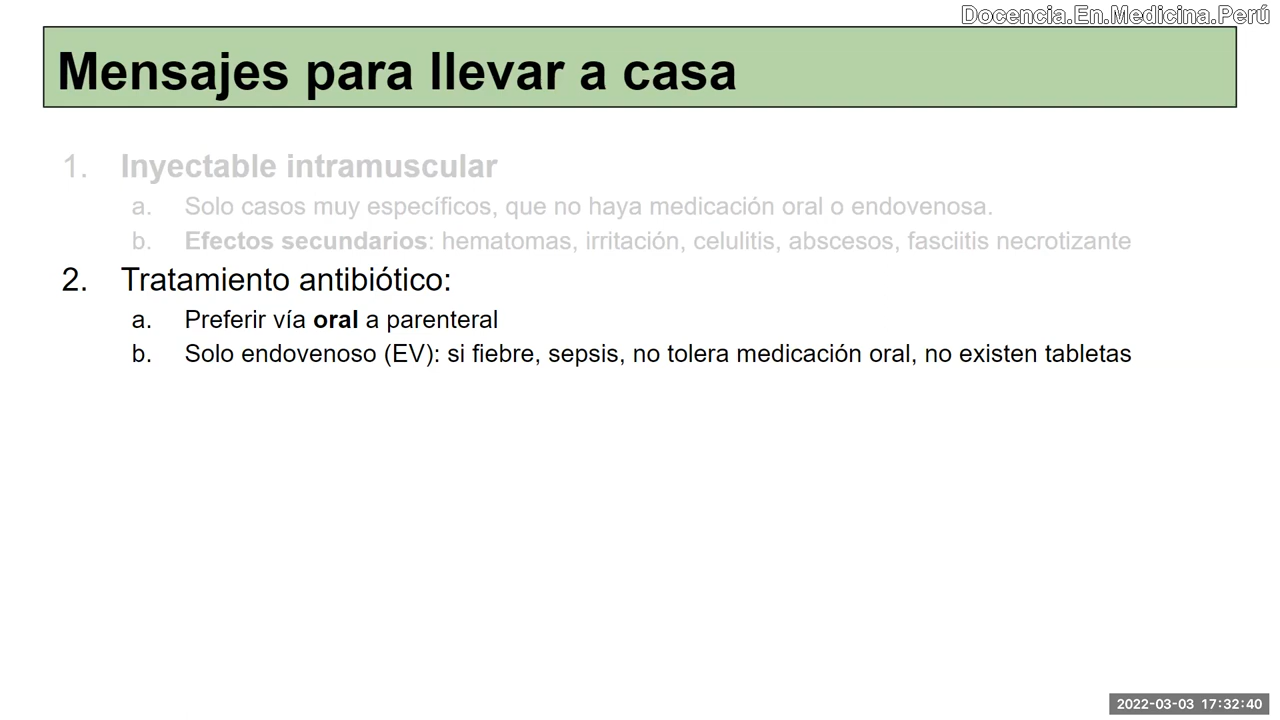 Docencia.En.Medicina.Perú
Mensajes para llevar a casa
1. Inyectable intramuscular
a. Solo casos muy específicos, que no haya medicación oral o endovenosa.
b. Efectos secundarios: hematomas, irritación, celulitis, abscesos, fasciitis necrotizante
2. Tratamiento antibiótico:
a. Preferir vía oral a parenteral
b. Solo endovenoso (EV): si fiebre, sepsis, no tolera medicación oral, no existen tabletas
2022-03-03 17:32:40